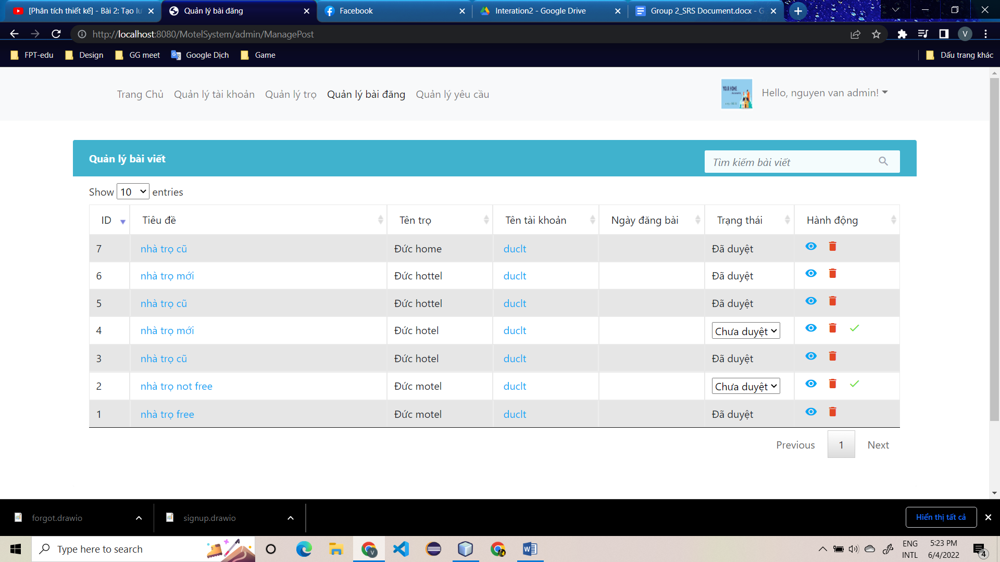 [Phân tích thiết kế] - Bài 2: Tạo lư
Quản lý bài đăng
Facebook
Interation2 - Google Drive
Group 2_SRS Document.docx - G
http://localhost:8080/MotelSystem/admin/ManagePost
V
FPT-edu
Design
GG meet
Google Dịch
Game
Dấu trang khác
Trang Chủ
Quản lý tài khoản
Quản lý trọ
Quản lý bài đăng
Quản lý yêu cầu
YOUR HOME
Hello, nguyen van admin!
Quản lý bài viết
Tìm kiếm bài viết
Show 10 entries
ID Tiêu đề Tên trọ Tên tài khoản Ngày đăng bài Trạng thái Hành động
7 nhà trọ cũ Đức home duclt Đã duyệt
6 nhà trọ mới Đức hottel duclt Đã duyệt
5 nhà trọ cũ Đức hottel duclt Đã duyệt
4 nhà trọ mới Đức hotel duclt Chưa duyệt
3 nhà trọ cũ Đức hotel duclt Đã duyệt
2 nhà trọ not free Đức motel duclt Chưa duyệt
1 nhà trọ free Đức motel duclt Đã duyệt
Previous 1 Next
forgot.drawio
signup.drawio
Hiển thị tất cả
Type here to search
V
ENG
INTL
5:23 PM
6/4/2022
4